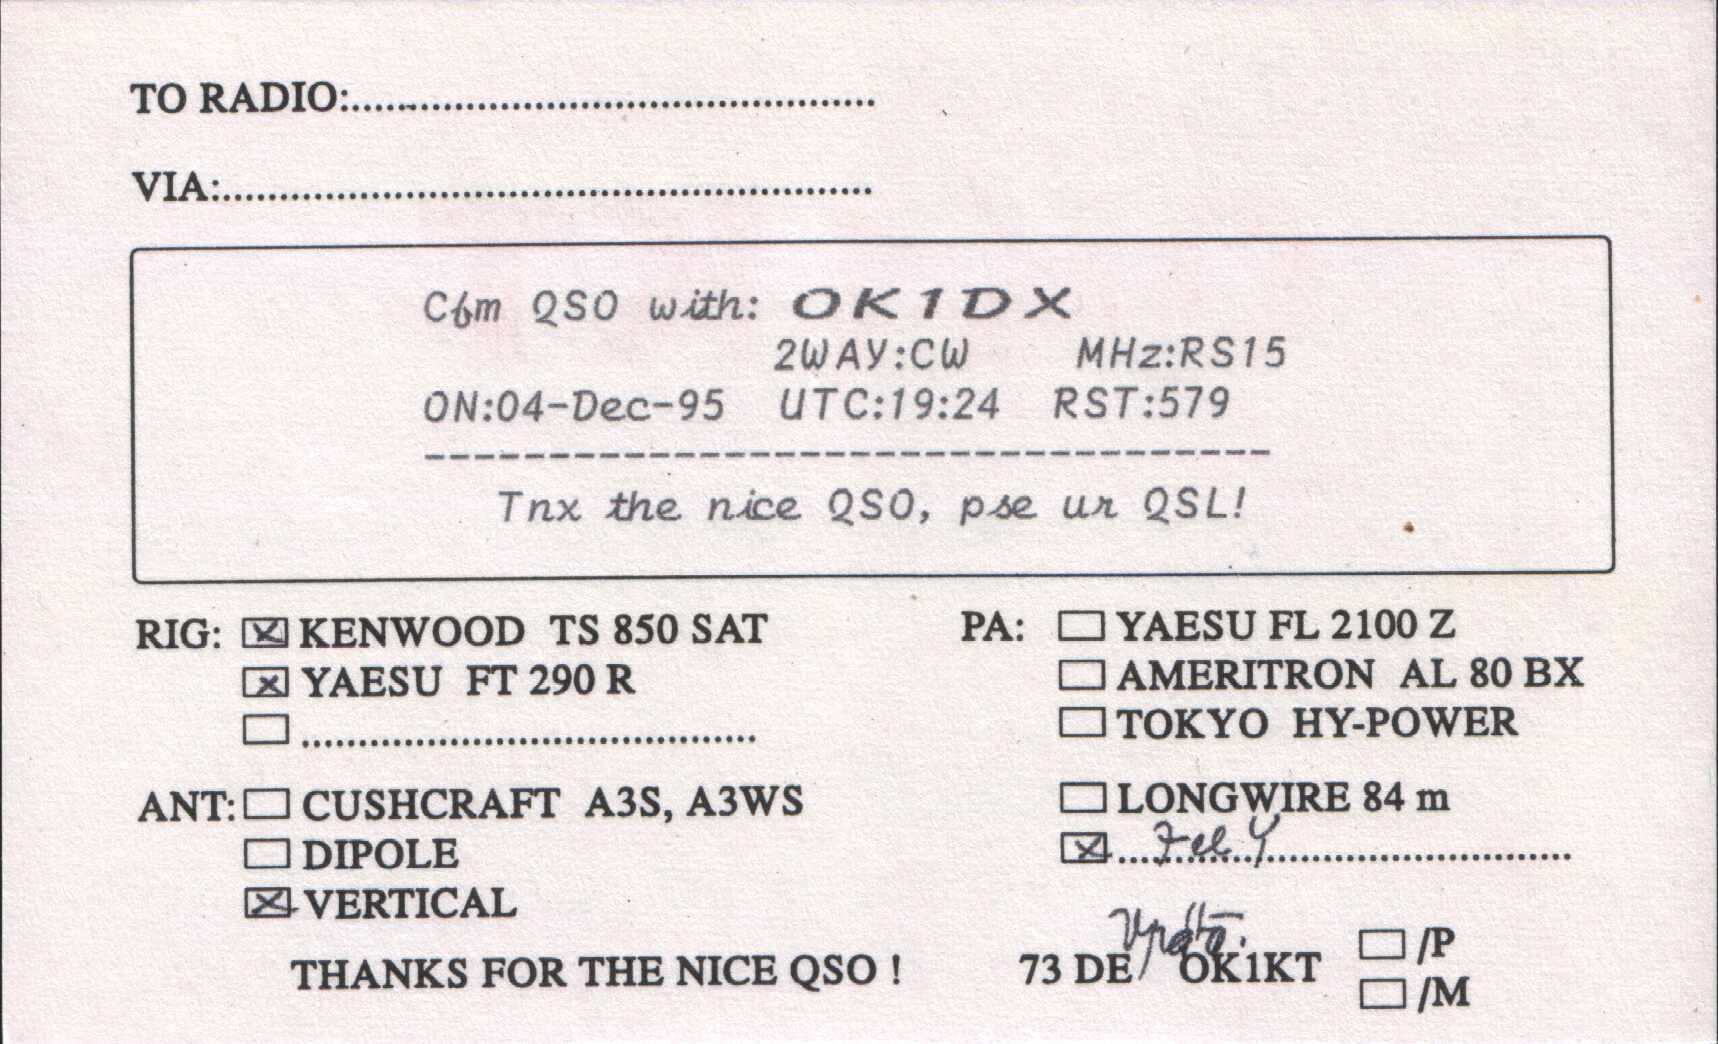 TO RADIO:..............................................
VIA:..........................................................
Cfm QSO with: OK1DX
2WAY:CW MHz:RS15
ON:04-Dec-95 UTC:19:24 RST:579
----------------------------------
Tnx the nice QSO, pse ur QSL!
RIG: ☒ KENWOOD TS 850 SAT
☒ YAESU FT 290 R
☐ ........................................
PA: ☐ YAESU FL 2100 Z
☐ AMERITRON AL 80 BX
☐ TOKYO HY-POWER
ANT: ☐ CUSHCRAFT A3S, A3WS
☐ DIPOLE
☒ VERTICAL
☐ LONGWIRE 84 m
☒ ........................................
THANKS FOR THE NICE QSO !
73 DE OK1KT
☐ /P
☐ /M